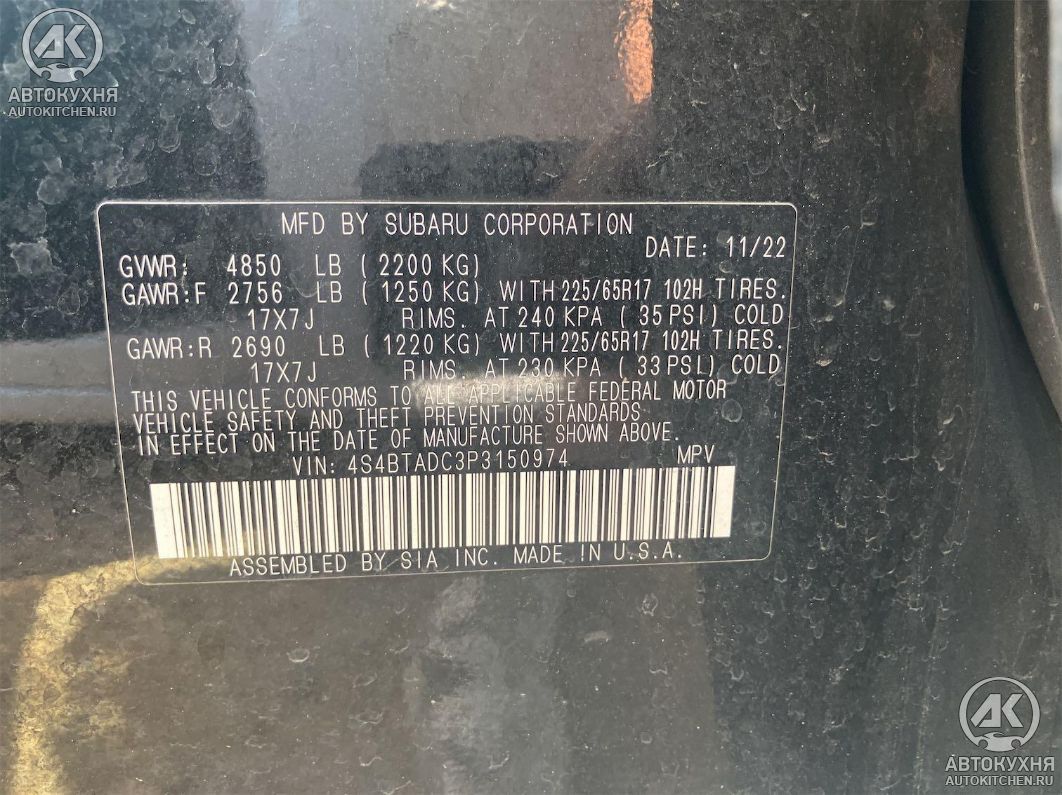 АК
АВТОКУХНЯ
AUTOKITCHEN.RU
MFD BY SUBARU CORPORATION
DATE: 11/22
GVWR: 4850 LB ( 2200 KG)
GAWR:F 2756 LB ( 1250 KG) WITH 225/65R17 102H TIRES.
17X7J RIMS. AT 240 KPA ( 35 PSI) COLD
GAWR:R 2690 LB ( 1220 KG) WITH 225/65R17 102H TIRES.
17X7J RIMS. AT 230 KPA ( 33 PSI) COLD
THIS VEHICLE CONFORMS TO ALL APPLICABLE FEDERAL MOTOR
VEHICLE SAFETY AND THEFT PREVENTION STANDARDS
IN EFFECT ON THE DATE OF MANUFACTURE SHOWN ABOVE.
VIN: 4S4BTADC3P3150974 MPV
ASSEMBLED BY SIA INC. MADE IN U.S.A.
АК
АВТОКУХНЯ
AUTOKITCHEN.RU